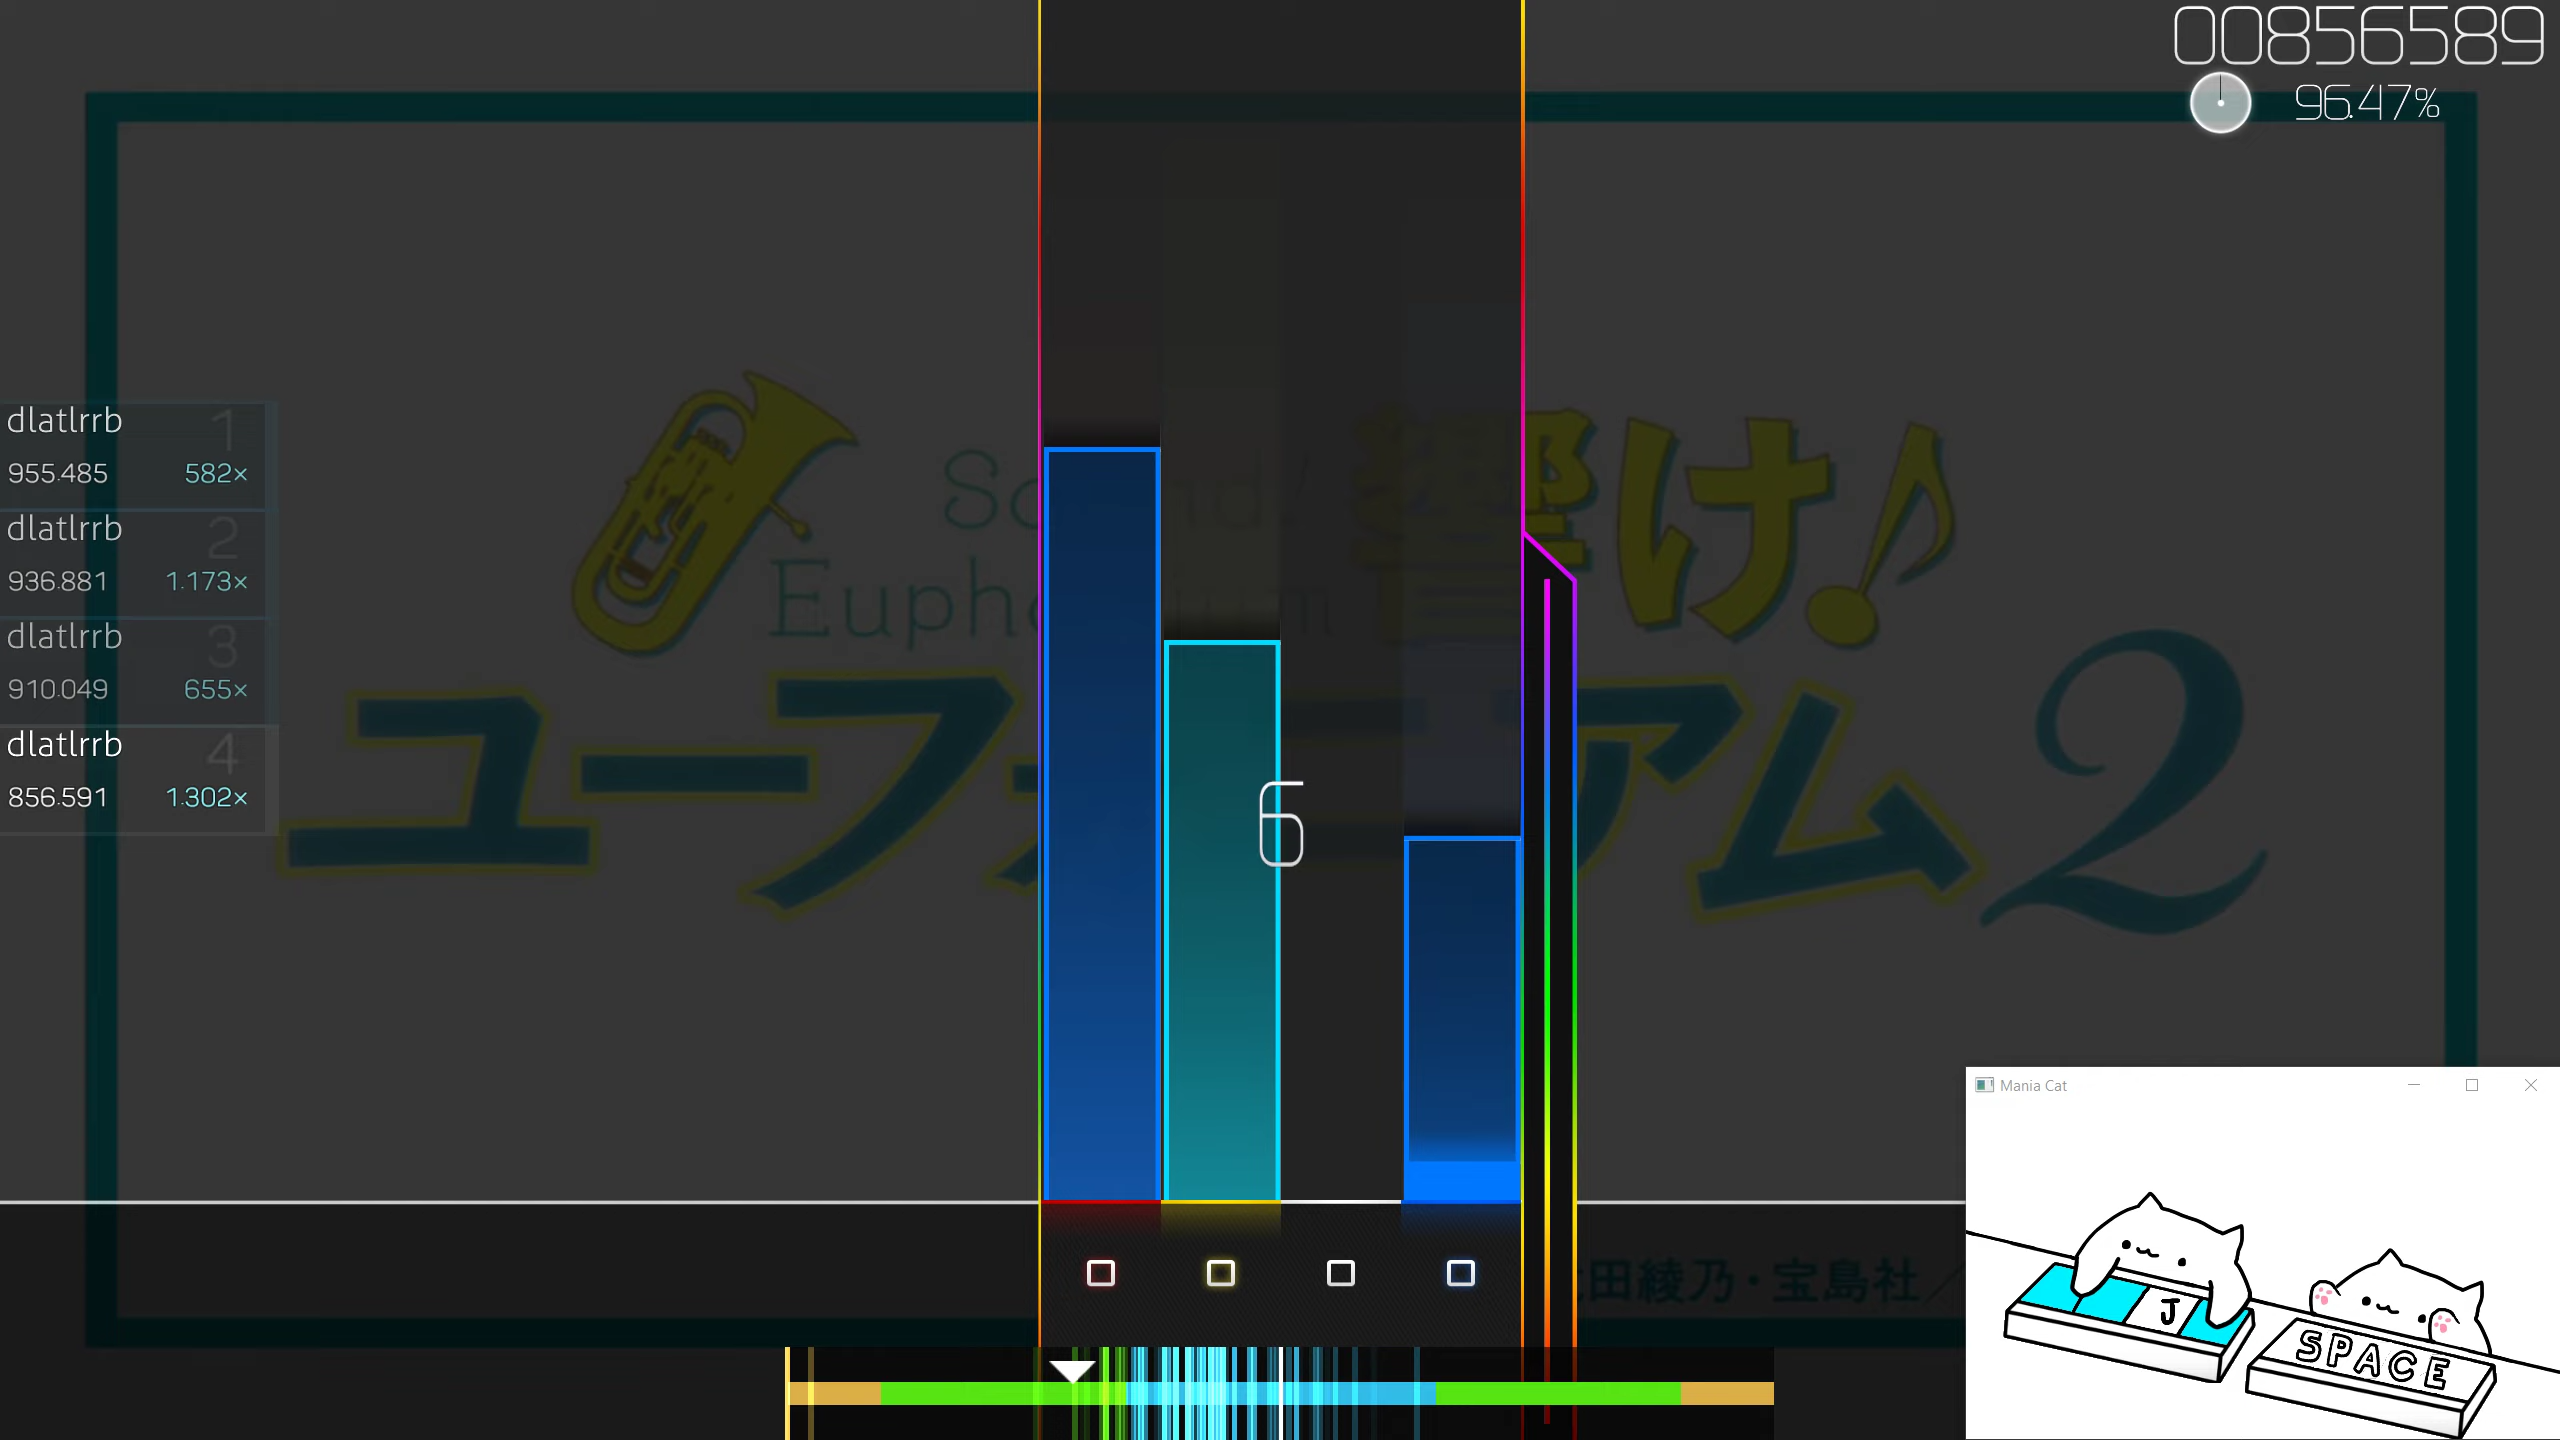 00856589
96.47%
dlatlrrb 1
955.485 582×
dlatlrrb 2
936.881 1.173×
dlatlrrb 3
910.049 655×
dlatlrrb 4
856.591 1.302×
響け!
ユーフォーアム2
6
田綾乃・宝島社/
Mania Cat
J
SPACE